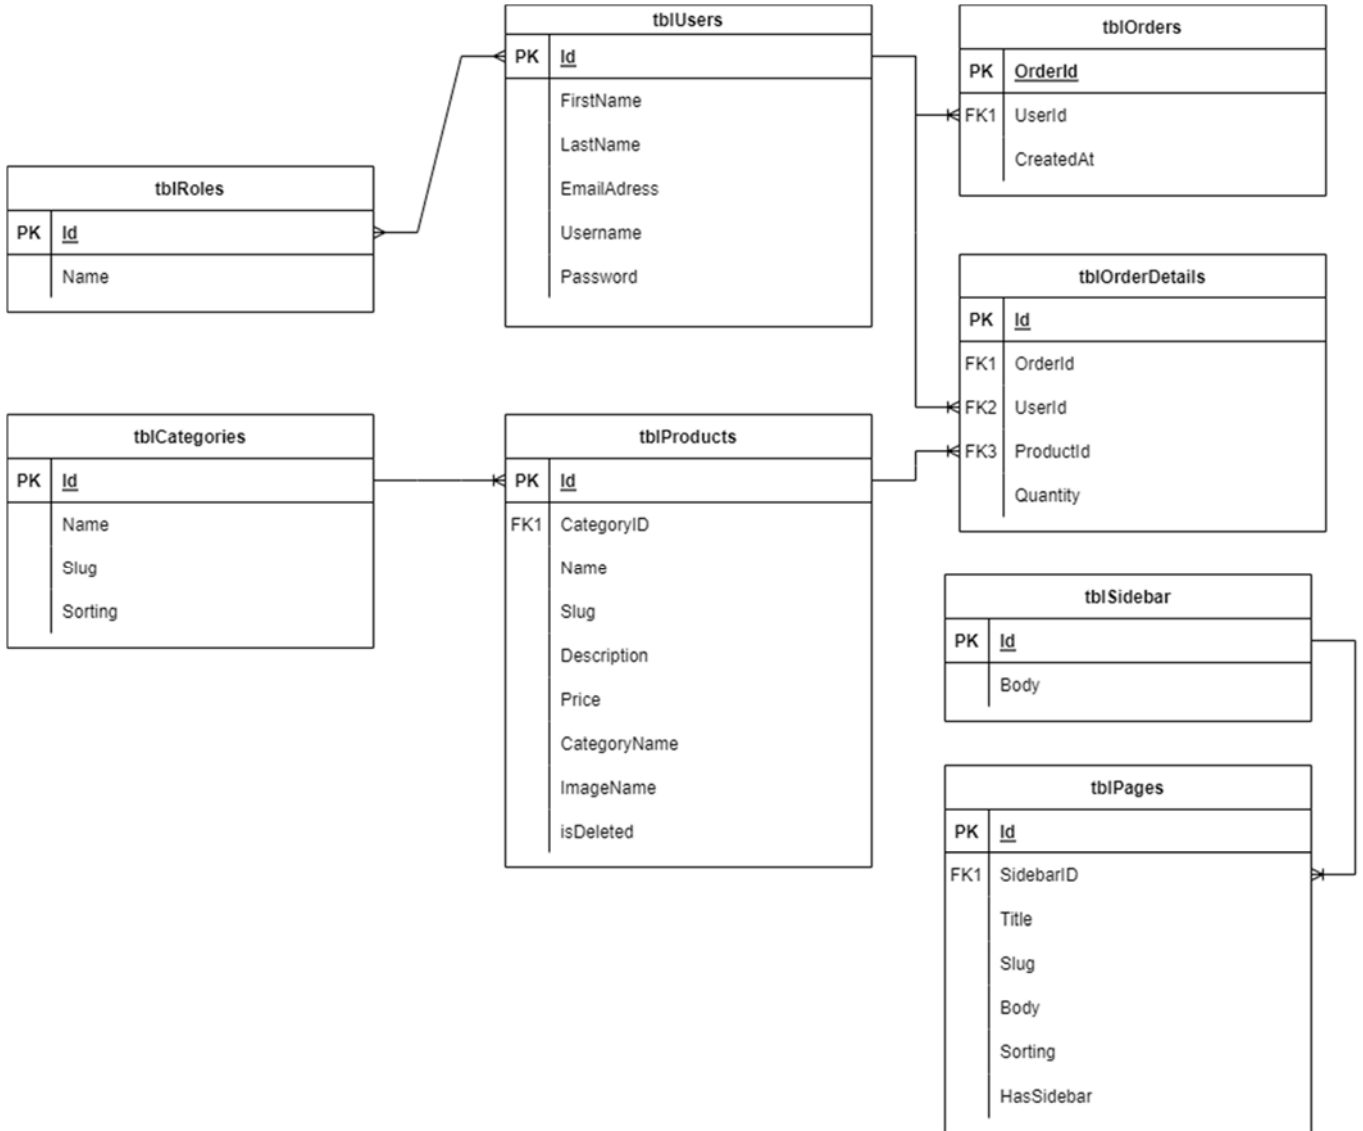 tblUsers
PK Id
FirstName
LastName
EmailAdress
Username
Password
tblOrders
PK OrderId
FK1 UserId
CreatedAt
tblRoles
PK Id
Name
tblOrderDetails
PK Id
FK1 OrderId
FK2 UserId
FK3 ProductId
Quantity
tblCategories
PK Id
Name
Slug
Sorting
tblProducts
PK Id
FK1 CategoryID
Name
Slug
Description
Price
CategoryName
ImageName
isDeleted
tblSidebar
PK Id
Body
tblPages
PK Id
FK1 SidebarID
Title
Slug
Body
Sorting
HasSidebar